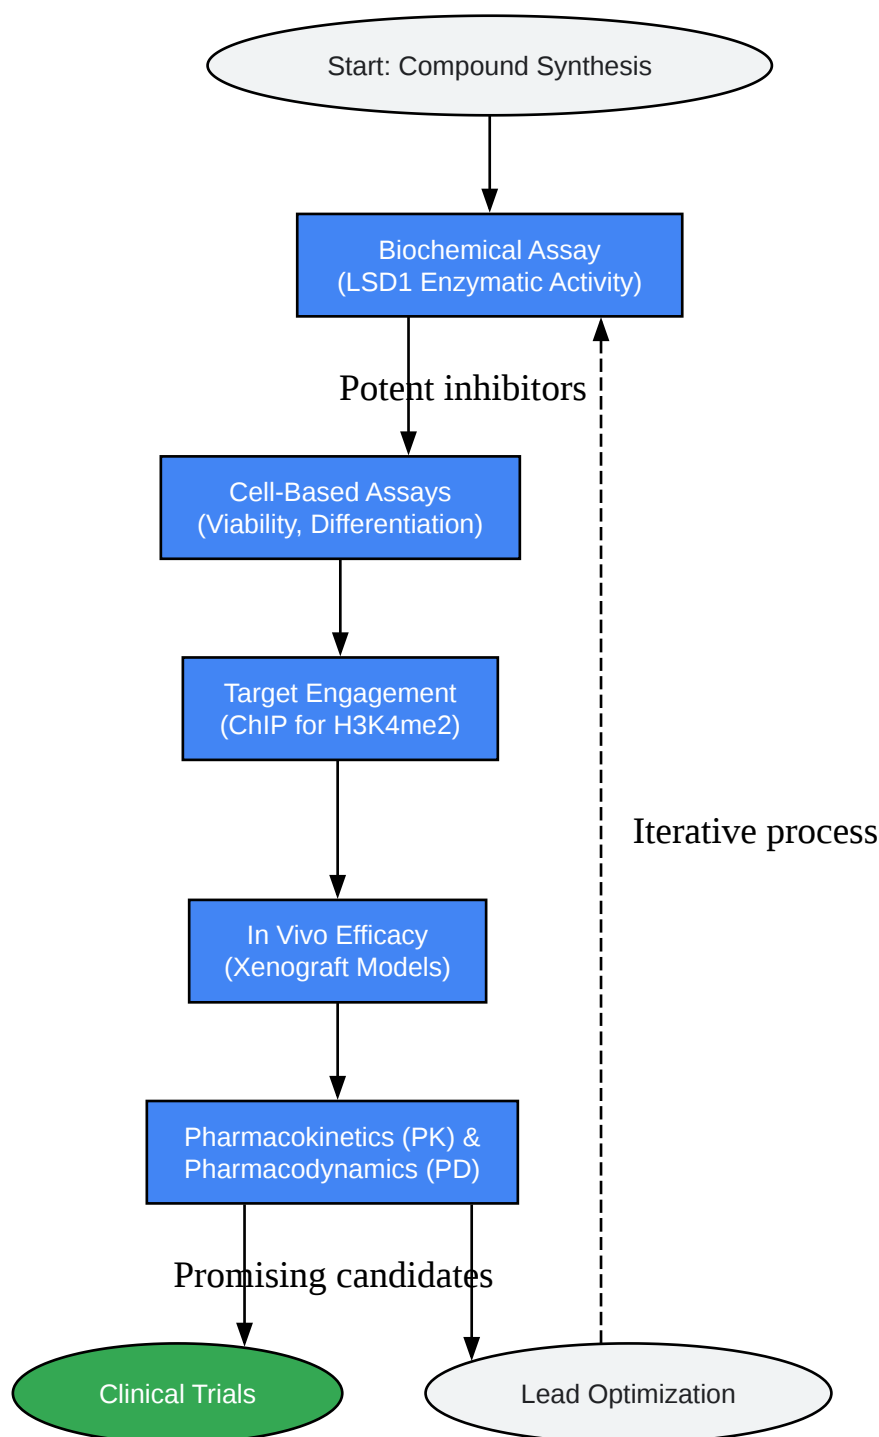 Start: Compound Synthesis
Biochemical Assay
(LSD1 Enzymatic Activity)
Potent inhibitors
Cell-Based Assays
(Viability, Differentiation)
Target Engagement
(ChIP for H3K4me2)
Iterative process
In Vivo Efficacy
(Xenograft Models)
Pharmacokinetics (PK) &
Pharmacodynamics (PD)
Promising candidates
Clinical Trials
Lead Optimization